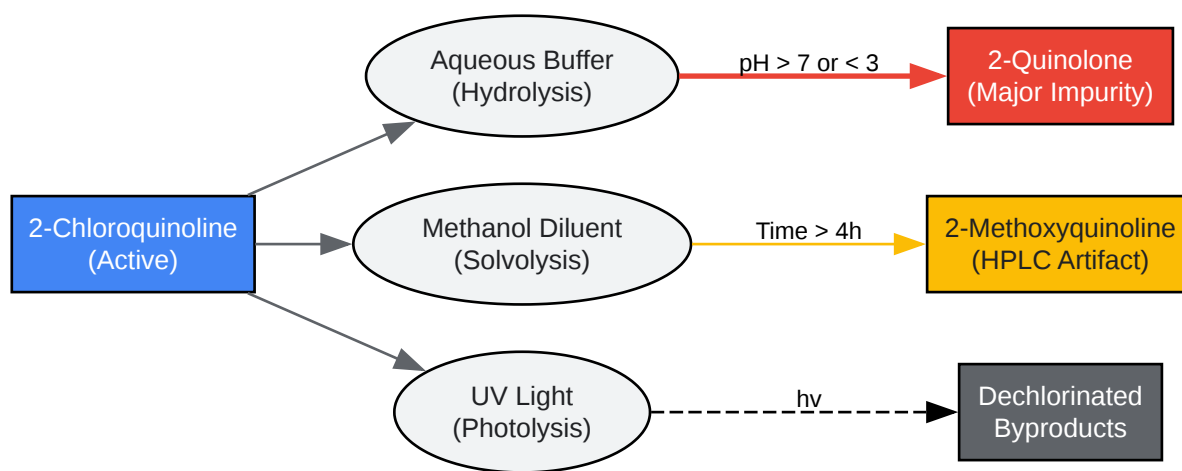 Aqueous Buffer
(Hydrolysis)
pH > 7 or < 3
2-Quinolone
(Major Impurity)
2-Chloroquinoline
(Active)
Methanol Diluent
(Solvolysis)
Time > 4h
2-Methoxyquinoline
(HPLC Artifact)
UV Light
(Photolysis)
hv
Dechlorinated
Byproducts